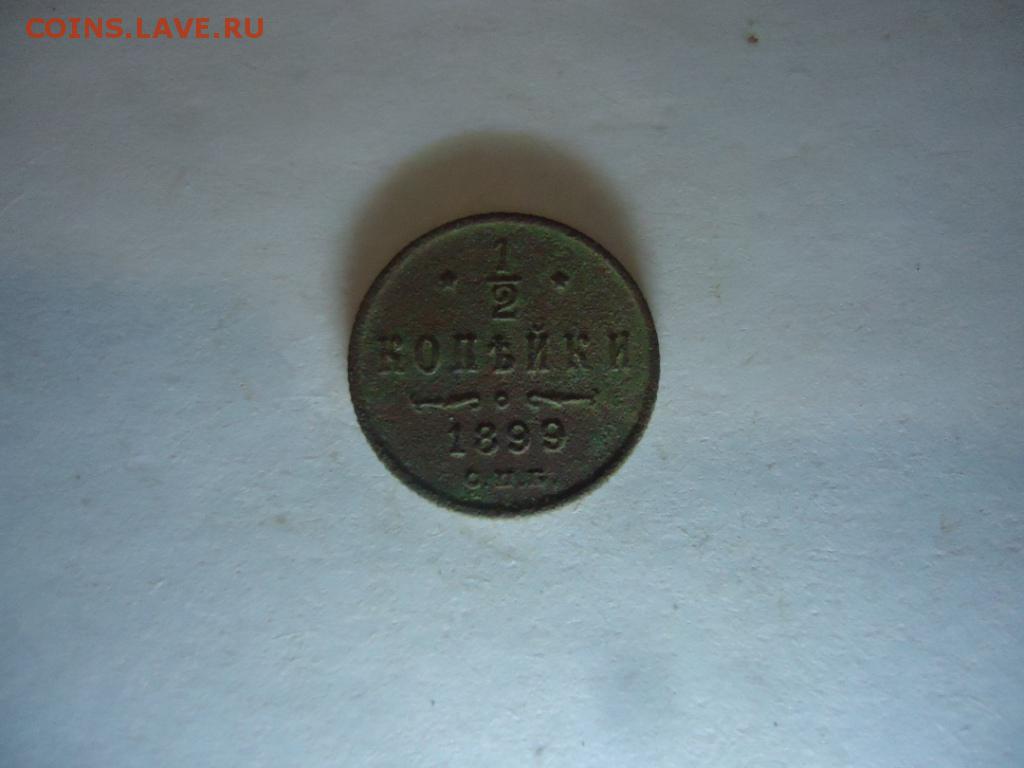 COINS.LAVE.RU
* 1/2 *
КОПѢЙКИ
1899
С.П.Б.